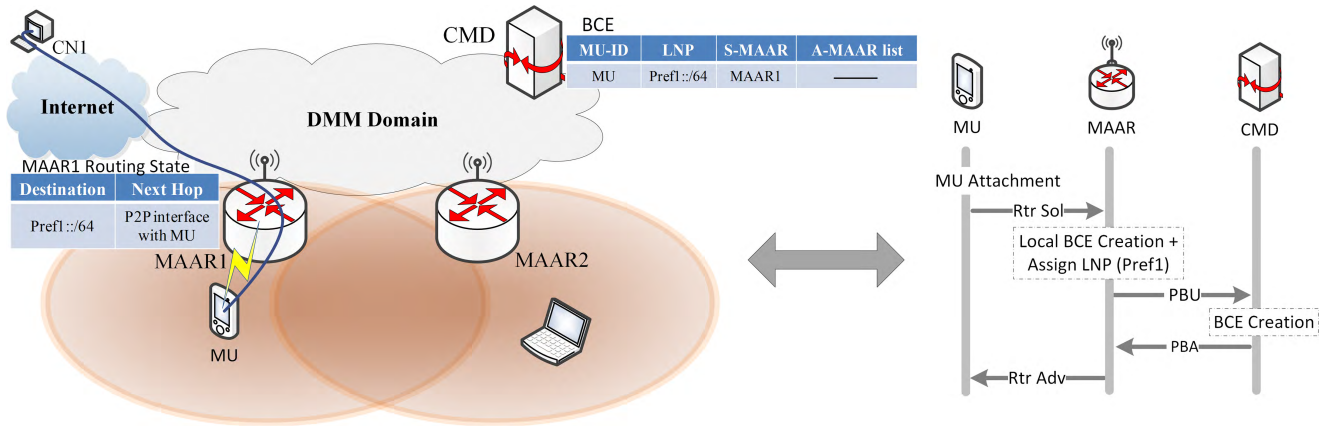 CN1
Internet
DMM Domain
CMD
BCE
MU-ID LNP S-MAAR A-MAAR list
MU Pref1::/64 MAAR1 ——
MAAR1 Routing State
Destination Next Hop
Pref1::/64 P2P interface
with MU
MAAR1
MAAR2
MU
MU
MAAR
CMD
MU Attachment
Rtr Sol
Local BCE Creation +
Assign LNP (Pref1)
PBU
BCE Creation
PBA
Rtr Adv